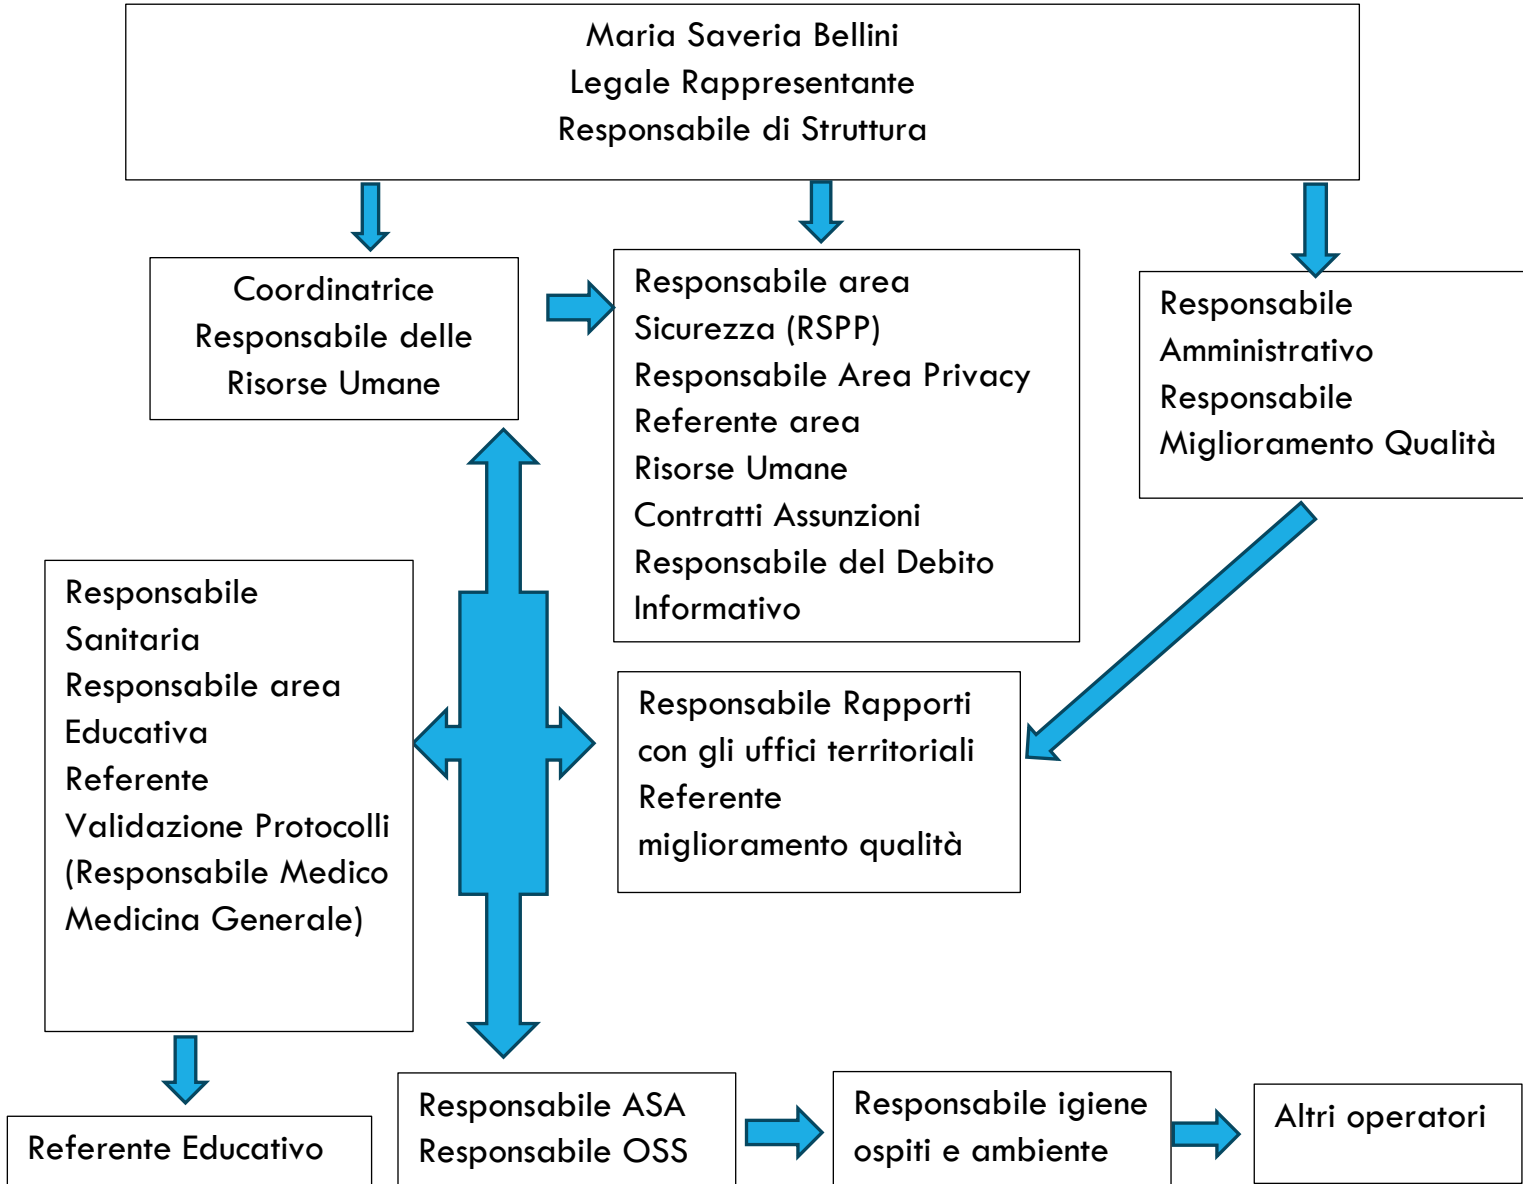 Maria Saveria Bellini
Legale Rappresentante
Responsabile di Struttura
Coordinatrice
Responsabile delle
Risorse Umane
Responsabile area
Sicurezza (RSPP)
Responsabile Area Privacy
Referente area
Risorse Umane
Contratti Assunzioni
Responsabile del Debito
Informativo
Responsabile
Amministrativo
Responsabile
Miglioramento Qualità
Responsabile
Sanitaria
Responsabile area
Educativa
Referente
Validazione Protocolli
(Responsabile Medico
Medicina Generale)
Responsabile Rapporti
con gli uffici territoriali
Referente
miglioramento qualità
Referente Educativo
Responsabile ASA
Responsabile OSS
Responsabile igiene
ospiti e ambiente
Altri operatori